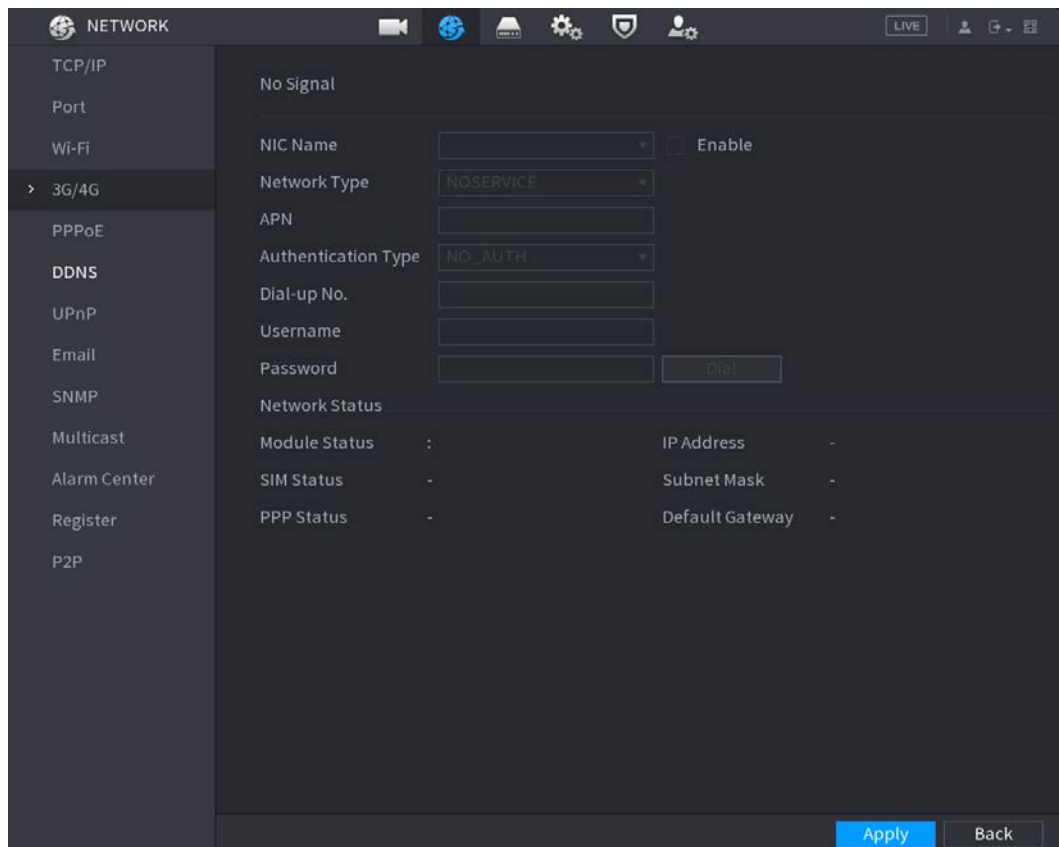 NETWORK
LIVE
TCP/IP
Port
Wi-Fi
3G/4G
PPPoE
DDNS
UPnP
Email
SNMP
Multicast
Alarm Center
Register
P2P
No Signal
NIC Name
Enable
Network Type NOSERVICE
APN
Authentication Type NO_AUTH
Dial-up No.
Username
Password Dial
Network Status
Module Status : IP Address -
SIM Status - Subnet Mask -
PPP Status - Default Gateway -
Apply Back